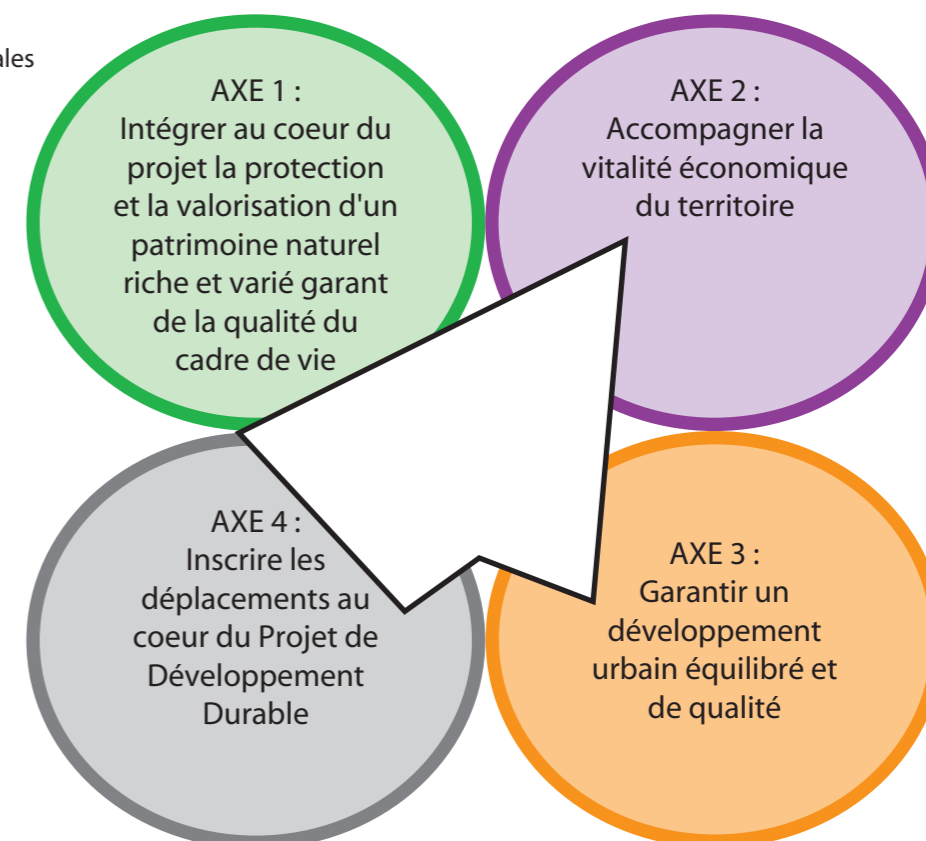 ales
AXE 1 :
Intégrer au coeur du
projet la protection
et la valorisation d'un
patrimoine naturel
riche et varié garant
de la qualité du
cadre de vie
AXE 2 :
Accompagner la
vitalité économique
du territoire
AXE 4 :
Inscrire les
déplacements au
coeur du Projet de
Développement
Durable
AXE 3 :
Garantir un
développement
urbain équilibré et
de qualité